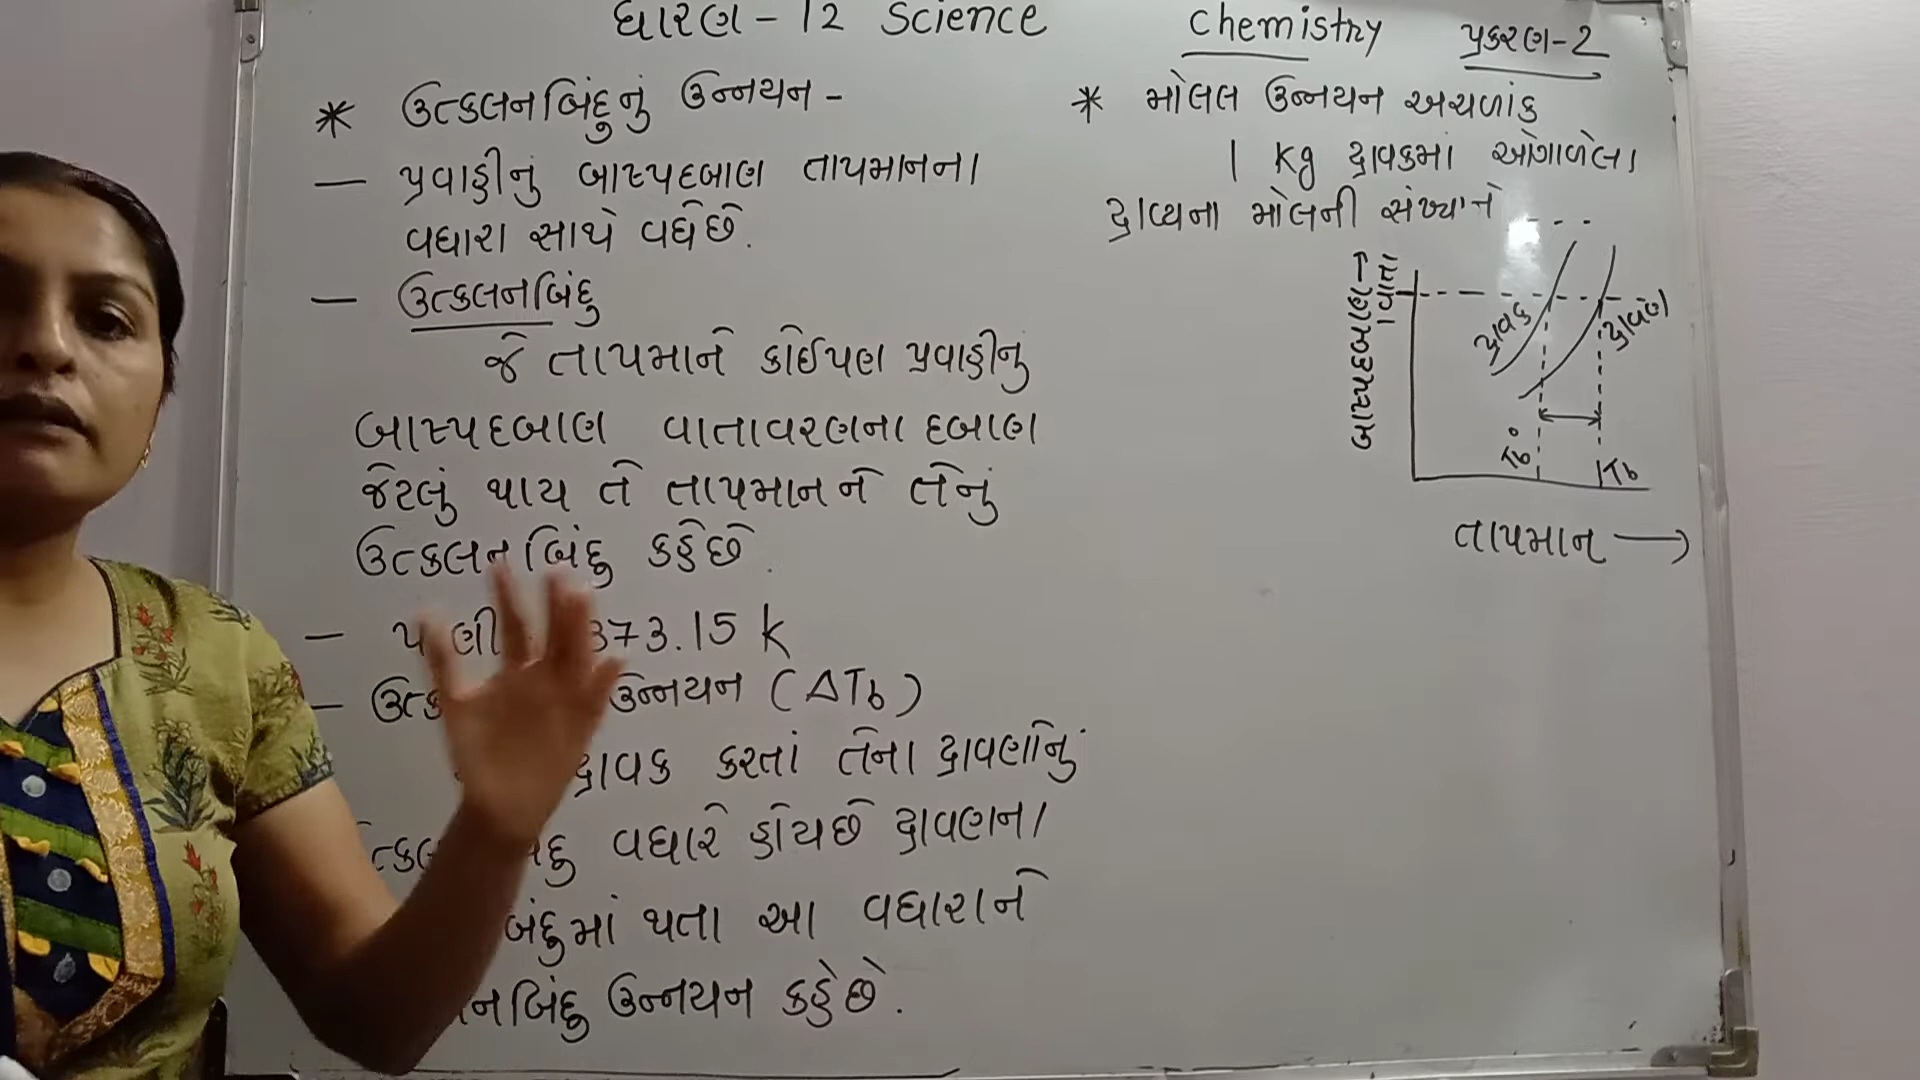 ધોરણ - 12 Science
Chemistry
પ્રકરણ-2
* ઉત્કલનબિંદુનું ઉન્નયન -
— પ્રવાહીનું બાષ્પદબાણ તાપમાનના
વધારા સાથે વધે છે.
— ઉત્કલનબિંદુ
જે તાપમાને કોઈપણ પ્રવાહીનુ
બાષ્પદબાણ વાતાવરણના દબાણ
જેટલું થાય તે તાપમાનને તેનું
ઉત્કલનબિંદુ કહે છે.
— 373.15 K
— ઉન્નયન (ΔTb)
દ્રાવક કરતાં તેના દ્રાવણોનું
વધારે હોય છે દ્રાવણના
થતા આ વધારાને
ઉન્નયન કહે છે.
* મોલલ ઉન્નયન અચળાંક
1 kg દ્રાવકમાં ઓગાળેલા
દ્રાવ્યના મોલની સંખ્યાને ---
બાષ્પદબાણ →
1 વાતા
દ્રાવક
દ્રાવણ
Tb°
Tb
તાપમાન →